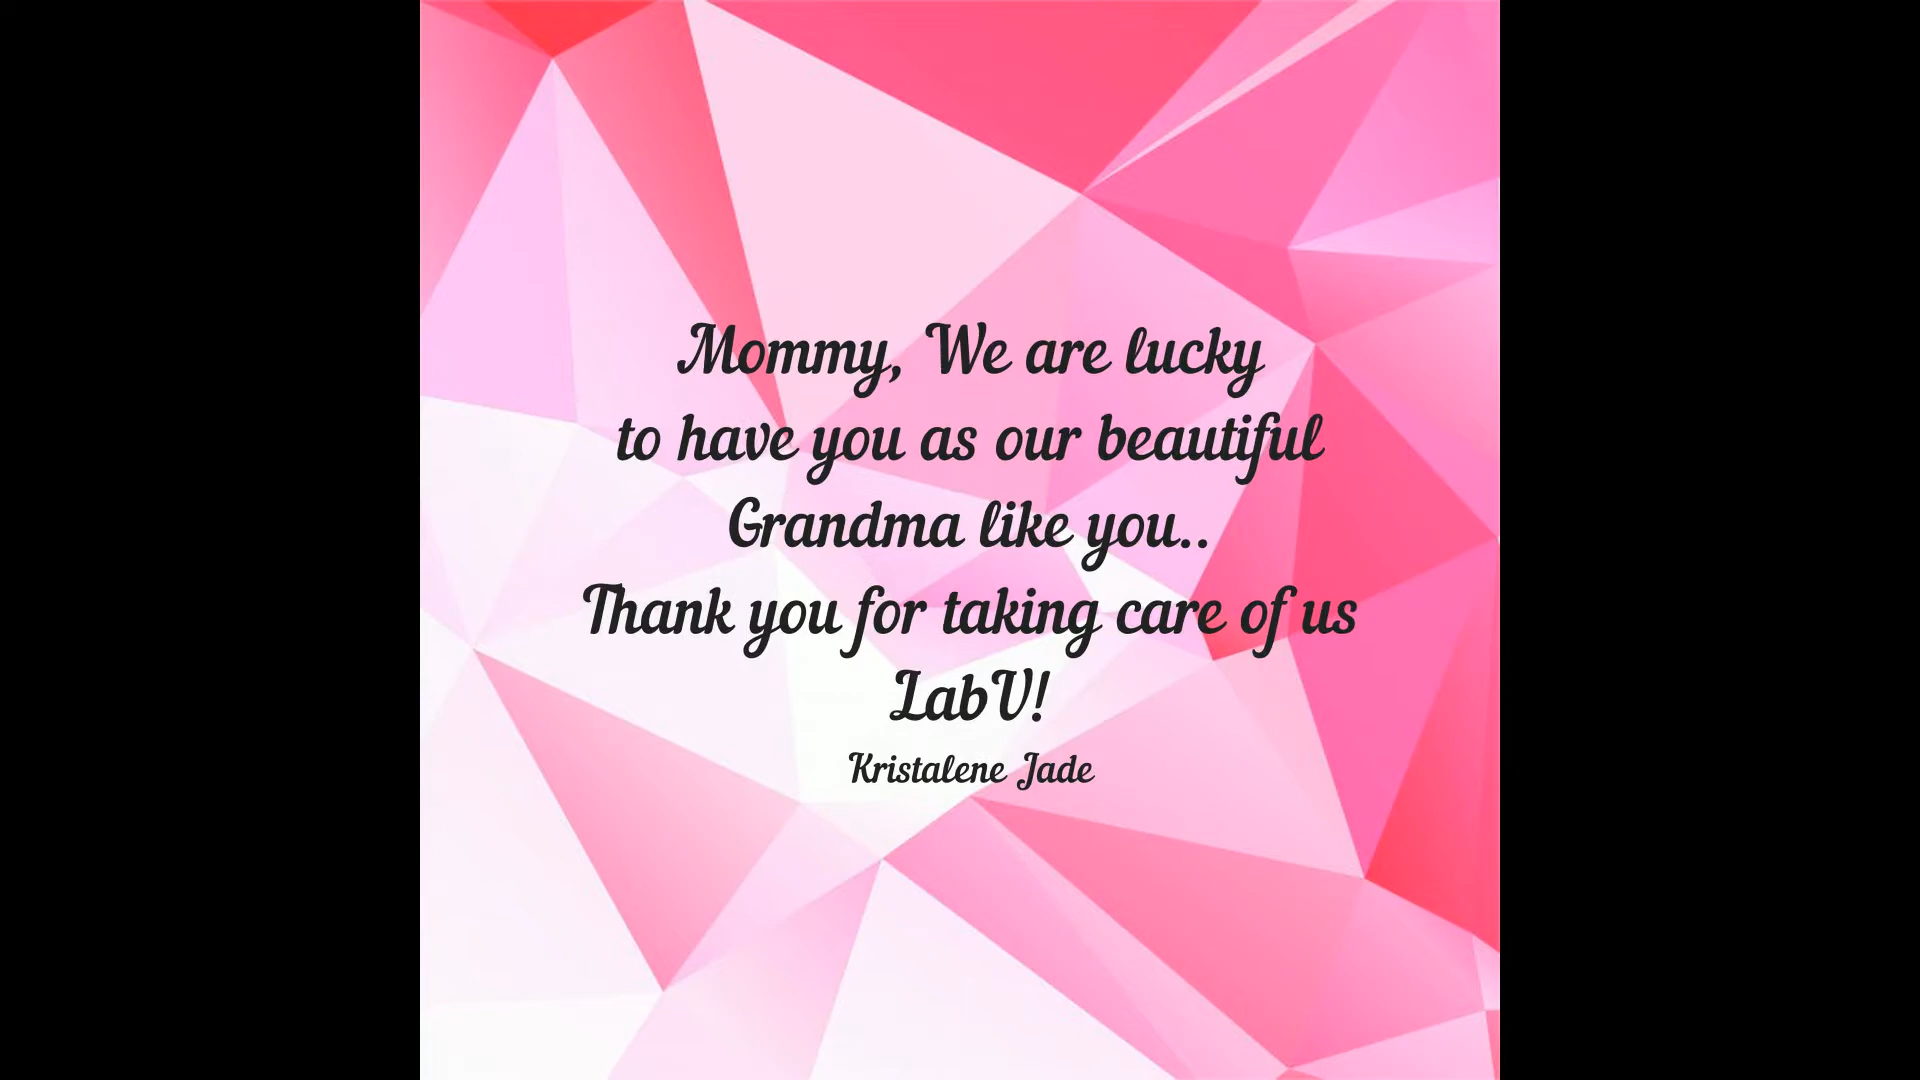 Mommy, We are lucky
to have you as our beautiful
Grandma like you..
Thank you for taking care of us
LabU!
Kristalene Jade